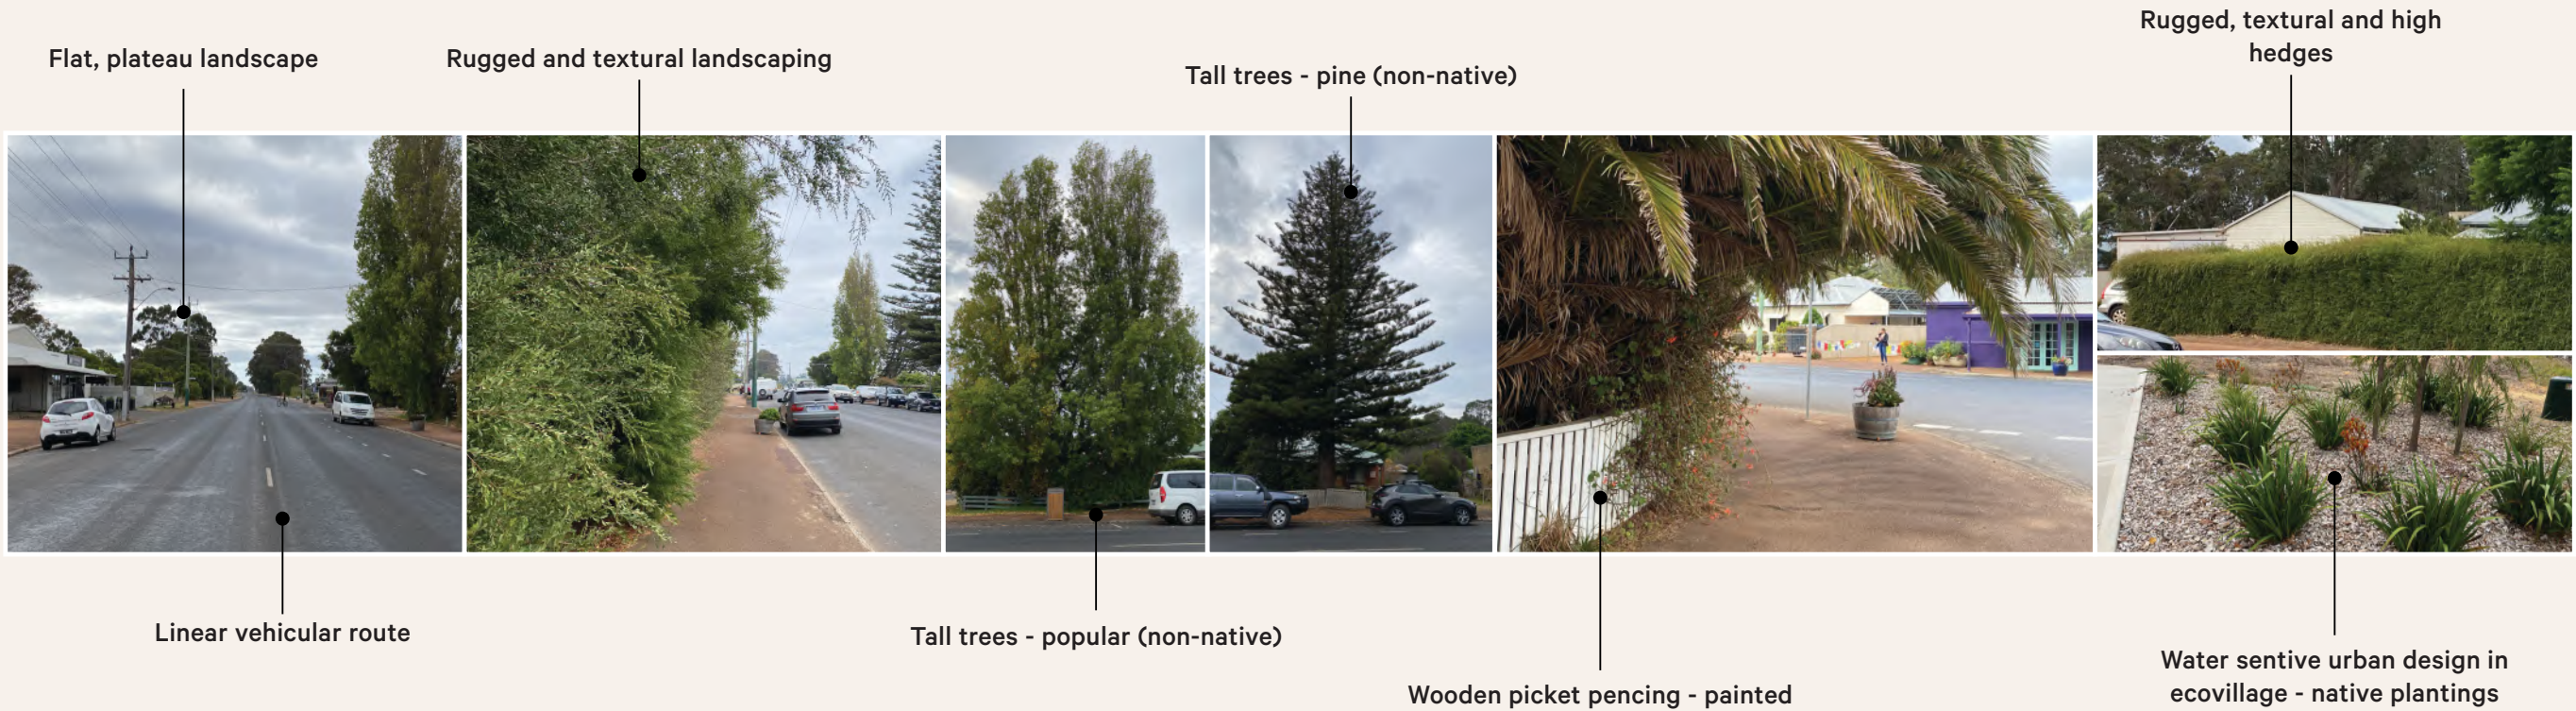 Flat, plateau landscape
Rugged and textural landscaping
Tall trees - pine (non-native)
Rugged, textural and high
hedges
Linear vehicular route
Tall trees - popular (non-native)
Wooden picket pencing - painted
Water sentive urban design in
ecovillage - native plantings